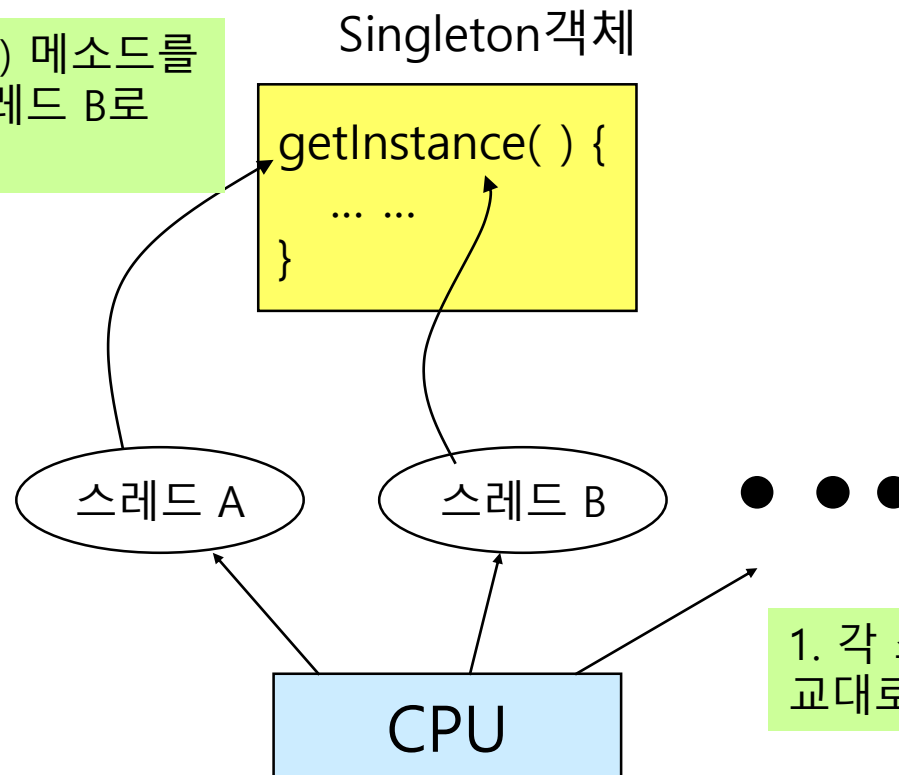 Singleton객체
) 메소드를
레드 B로
getInstance( ) {
... ...
}
스레드 A
스레드 B
1. 각
교대로
CPU